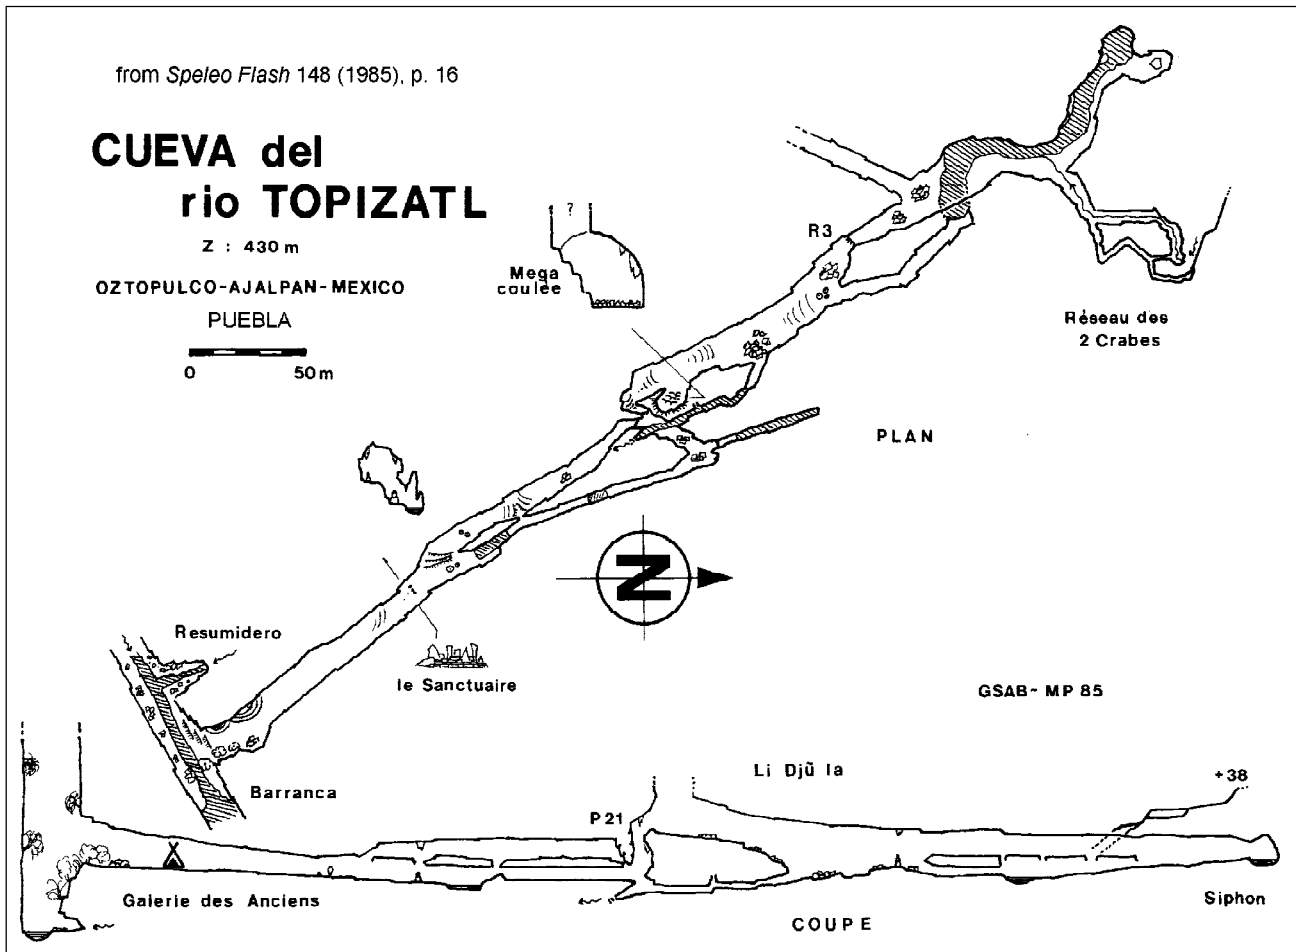 from Speleo Flash 148 (1985), p. 16
CUEVA del
rio TOPIZATL
Z : 430 m
OZTOPULCO-AJALPAN-MEXICO
PUEBLA
0 50m
?
Mega
coulée
R3
Réseau des
2 Crabes
PLAN
N
Resumidero
le Sanctuaire
GSAB~ MP 85
Barranca
Li Djû la
+38
P21
Galerie des Anciens
COUPE
Siphon